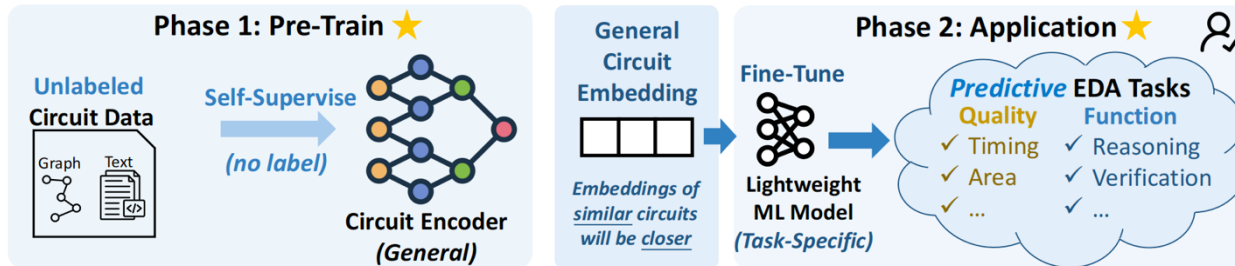 Phase 1: Pre-Train
Unlabeled
Circuit Data
Graph
Text
</>
Self-Supervise
(no label)
Circuit Encoder
(General)
General
Circuit
Embedding
Embeddings of
similar circuits
will be closer
Phase 2: Application
Fine-Tune
Lightweight
ML Model
(Task-Specific)
Predictive EDA Tasks
Quality
✓ Timing
✓ Area
✓ ...
Function
✓ Reasoning
✓ Verification
✓ ...